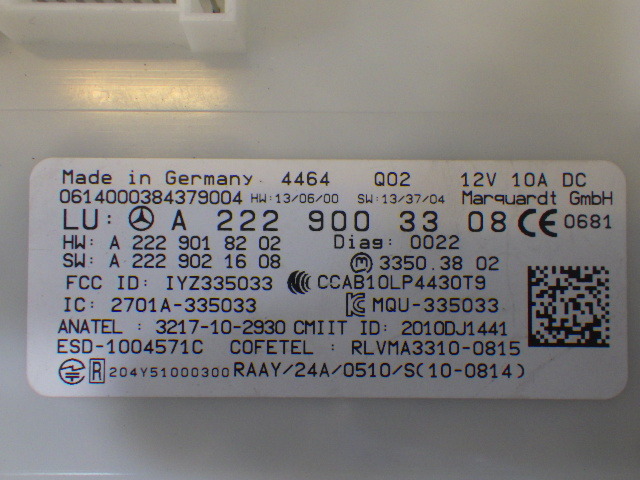 Made in Germany 4464 Q02 12V 10A DC
0614000384379004 HW:13/06/00 SW:13/37/04 Marquardt GmbH
LU: A 222 900 33 08 CE 0681
HW: A 222 901 82 02 Diag: 0022
SW: A 222 902 16 08 3350.38 02
FCC ID: IYZ335033 CCAB10LP4430T9
IC: 2701A-335033 MQU-335033
ANATEL : 3217-10-2930 CMIIT ID: 2010DJ1441
ESD-1004571C COFETEL : RLVMA3310-0815
R 204Y51000300 RAAY/24A/0510/S(10-0814)